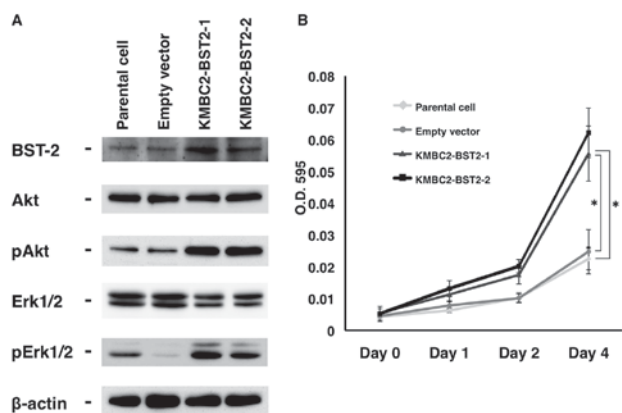 A
Parental cell
Empty vector
KMBC2-BST2-1
KMBC2-BST2-2
BST-2 -
Akt -
pAkt -
Erk1/2 -
pErk1/2 -
β-actin -
B
0.08
0.07
0.06
0.05
0.04
0.03
0.02
0.01
0
O.D. 595
Parental cell
Empty vector
KMBC2-BST2-1
KMBC2-BST2-2
* *
Day 0 Day 1 Day 2 Day 4